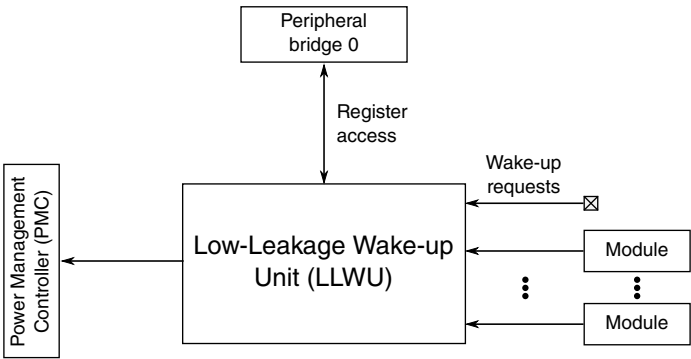 Peripheral
bridge 0
Register
access
Wake-up
requests
Power Management
Controller (PMC)
Low-Leakage Wake-up
Unit (LLWU)
Module
Module